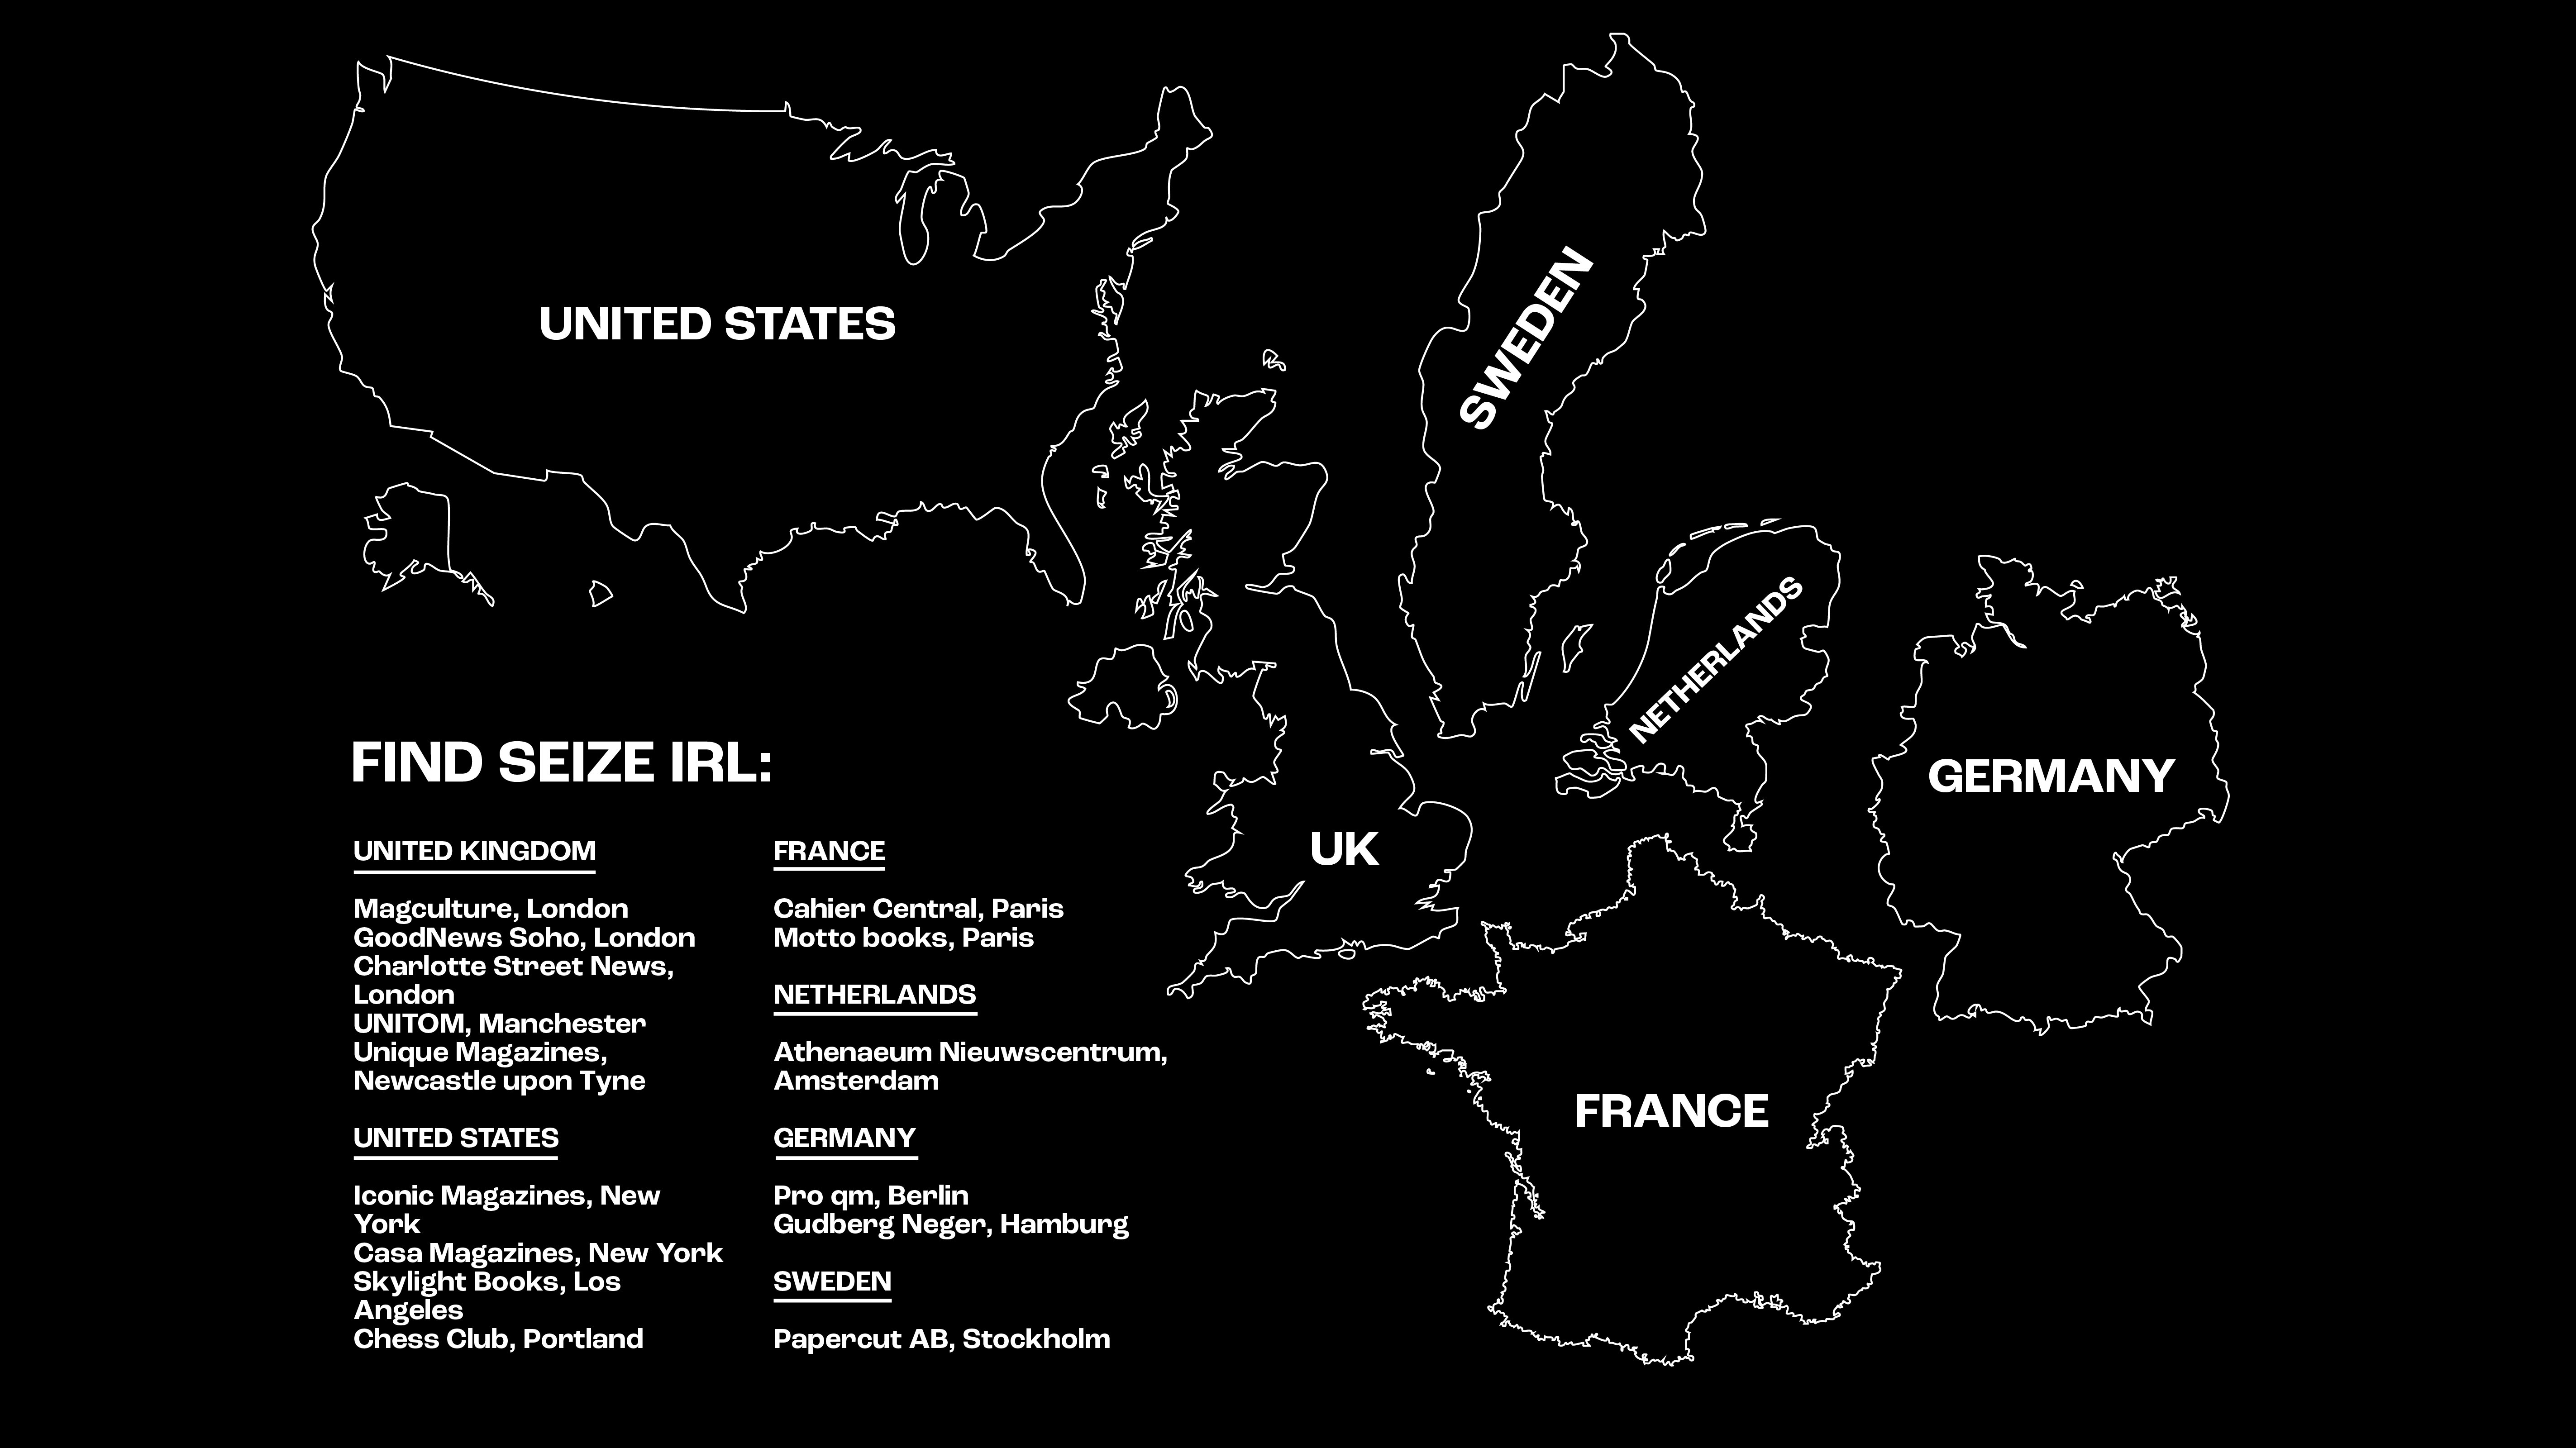 UNITED STATES
SWEDEN
NETHERLANDS
GERMANY
UK
FRANCE
FIND SEIZE IRL:
UNITED KINGDOM
Magculture, London
GoodNews Soho, London
Charlotte Street News,
London
UNITOM, Manchester
Unique Magazines,
Newcastle upon Tyne
UNITED STATES
Iconic Magazines, New
York
Casa Magazines, New York
Skylight Books, Los
Angeles
Chess Club, Portland
FRANCE
Cahier Central, Paris
Motto books, Paris
NETHERLANDS
Athenaeum Nieuwscentrum,
Amsterdam
GERMANY
Pro qm, Berlin
Gudberg Neger, Hamburg
SWEDEN
Papercut AB, Stockholm